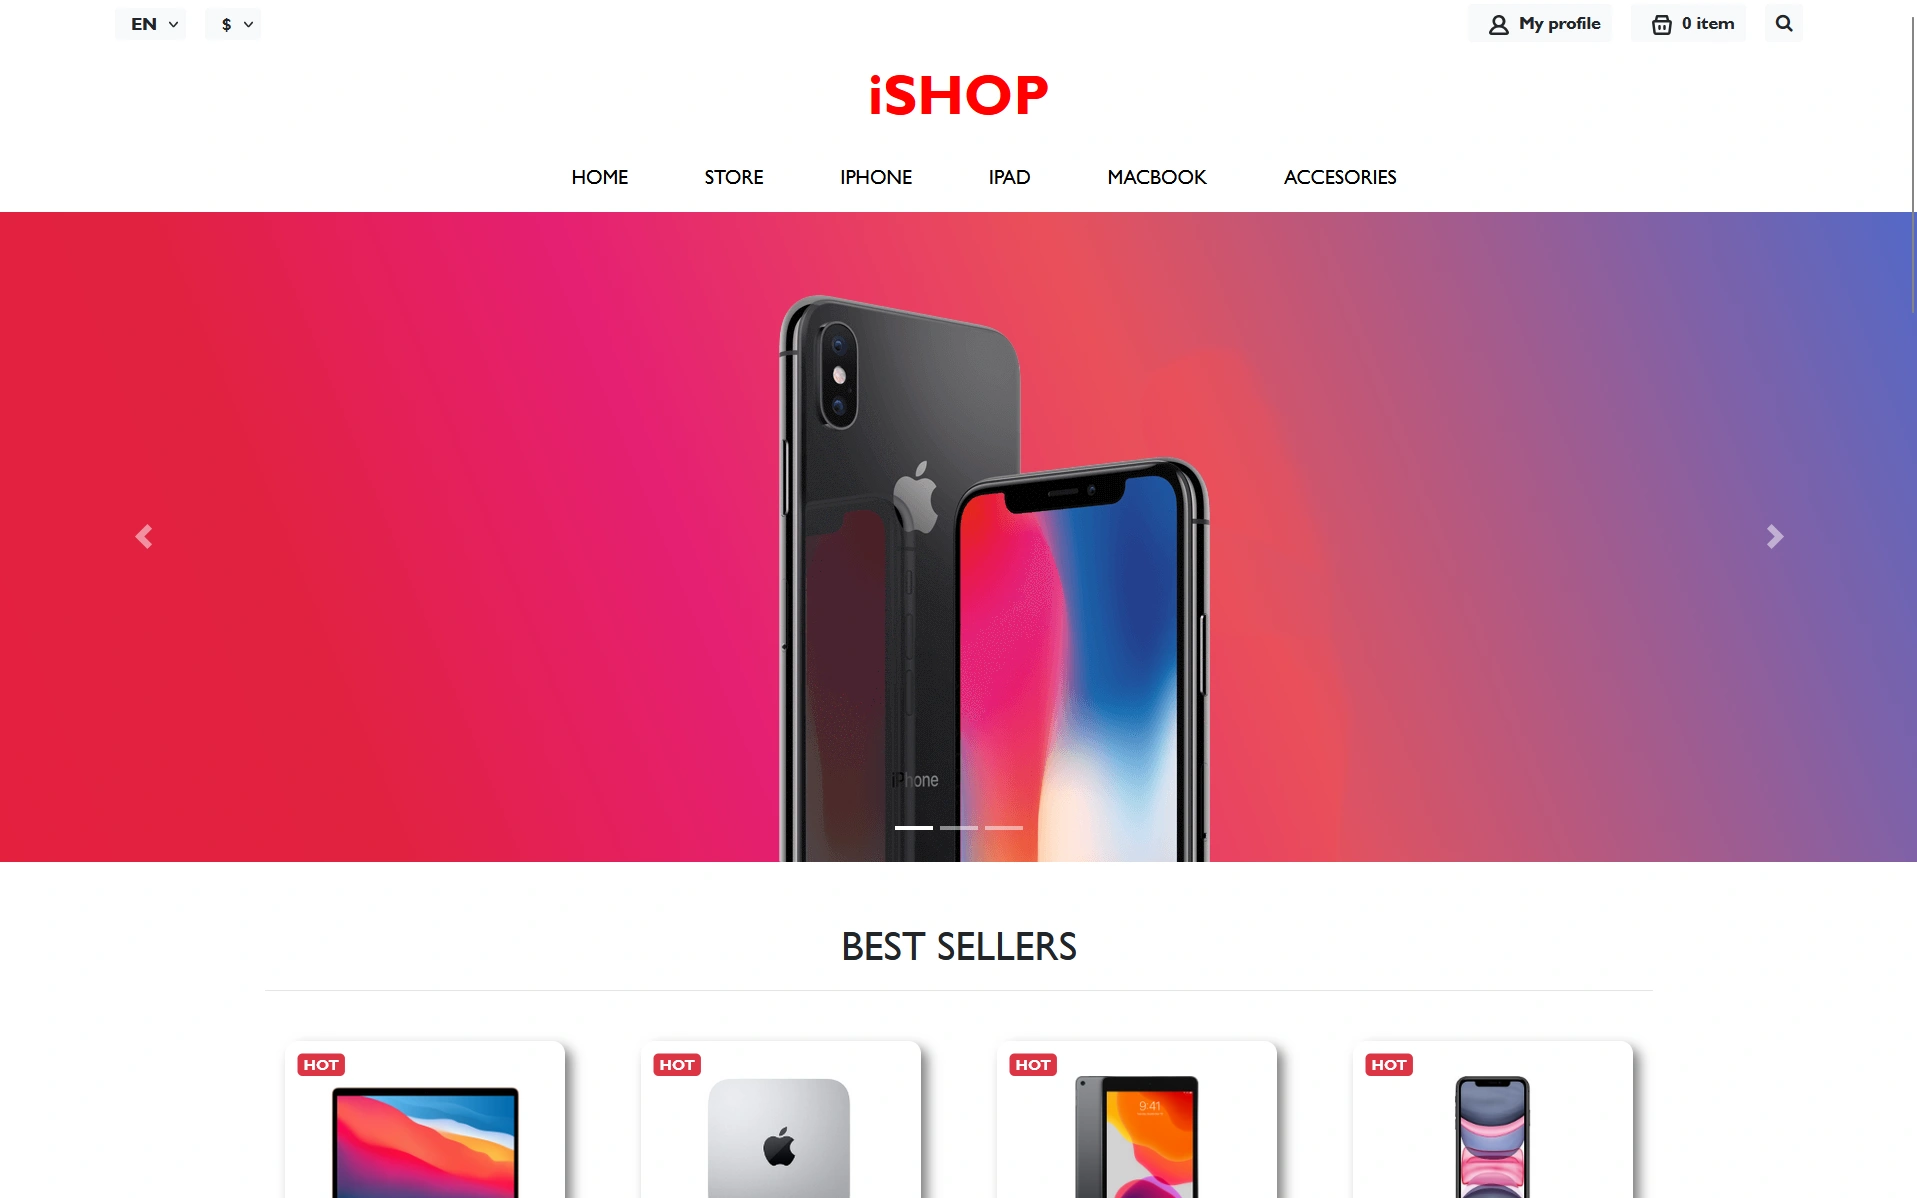 EN
$
My profile
0 item
iSHOP
HOME
STORE
IPHONE
IPAD
MACBOOK
ACCESORIES
iPhone
BEST SELLERS
HOT
HOT
HOT
HOT
9:41